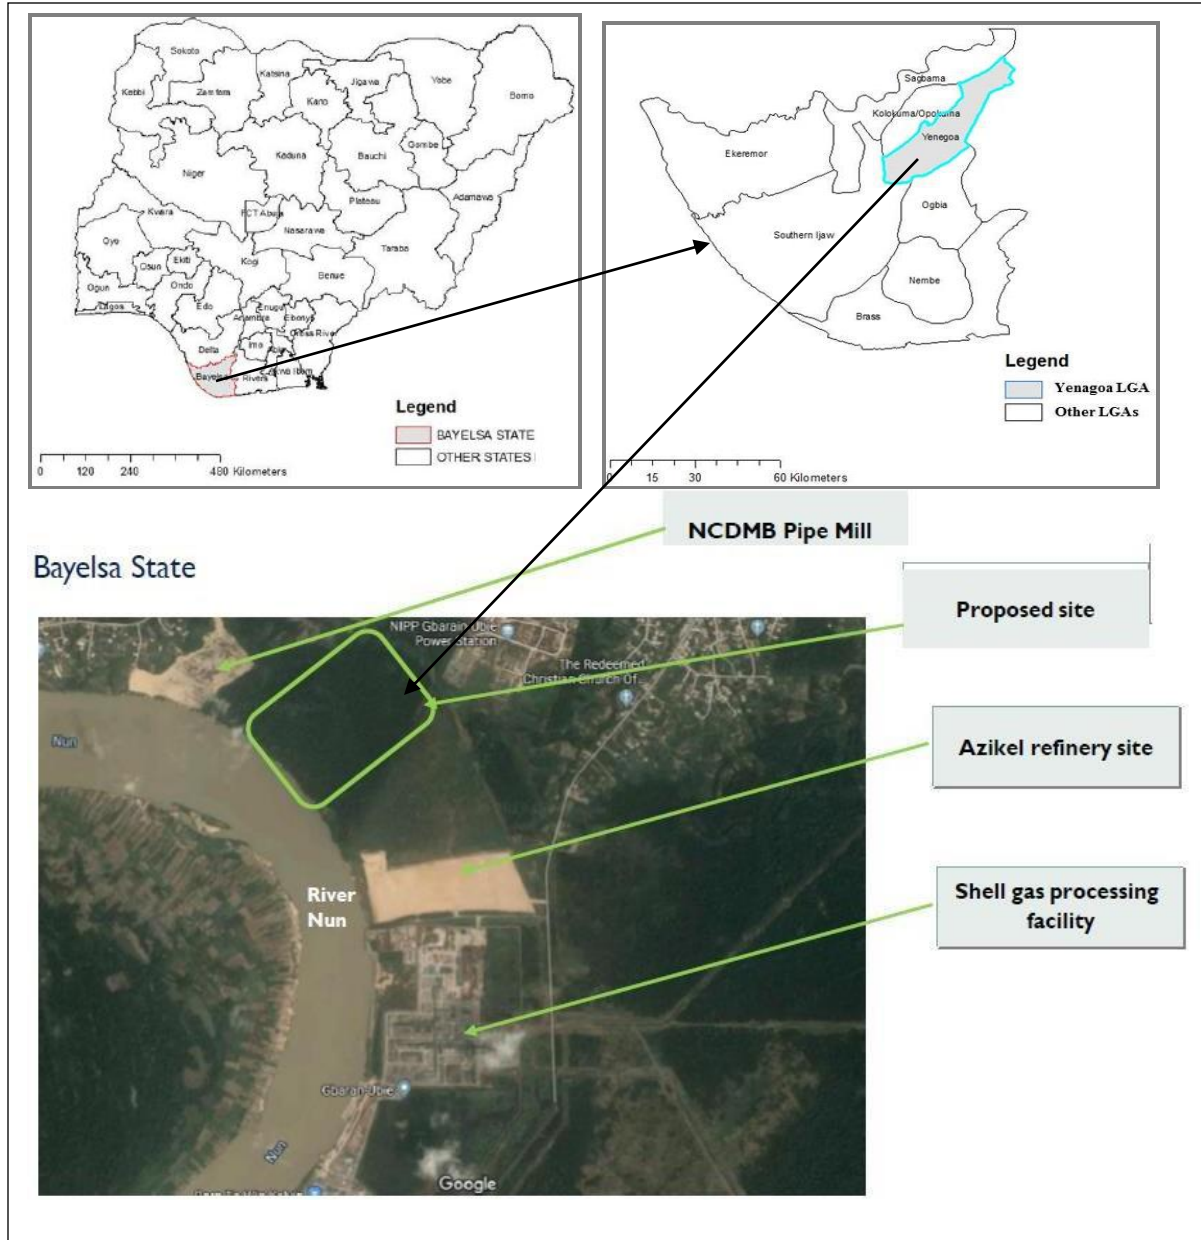 Sokoto
Katsina
Jigawa
Yobe
Borno
Kebbi
Zamfara
Kano
Gombe
Kaduna
Bauchi
Niger
Adamawa
Plateau
Kwara
FCT Abuja
Nasarawa
Taraba
Oyo
Ekiti
Kogi
Osun
Benue
Ogun
Ondo
Edo
Lagos
Enugu
Anambra
Ebonyi
Cross River
Delta
Imo
Abia
Bayelsa
Rivers
Akwa Ibom
Legend
BAYELSA STATE
OTHER STATES
0 120 240 480 Kilometers
Sagbama
Kolokuma/Opokuma
Yenegoa
Ekeremor
Ogbia
Southern Ijaw
Nembe
Brass
Legend
Yenagoa LGA
Other LGAs
0 15 30 60 Kilometers
NCDMB Pipe Mill
Bayelsa State
Proposed site
NIPP Gbarain-Ubie
Power Station
The Redeemed
Christian Church Of...
Nun
Azikel refinery site
River
Nun
Shell gas processing
facility
Gbaran-Ubie
Nun
Google